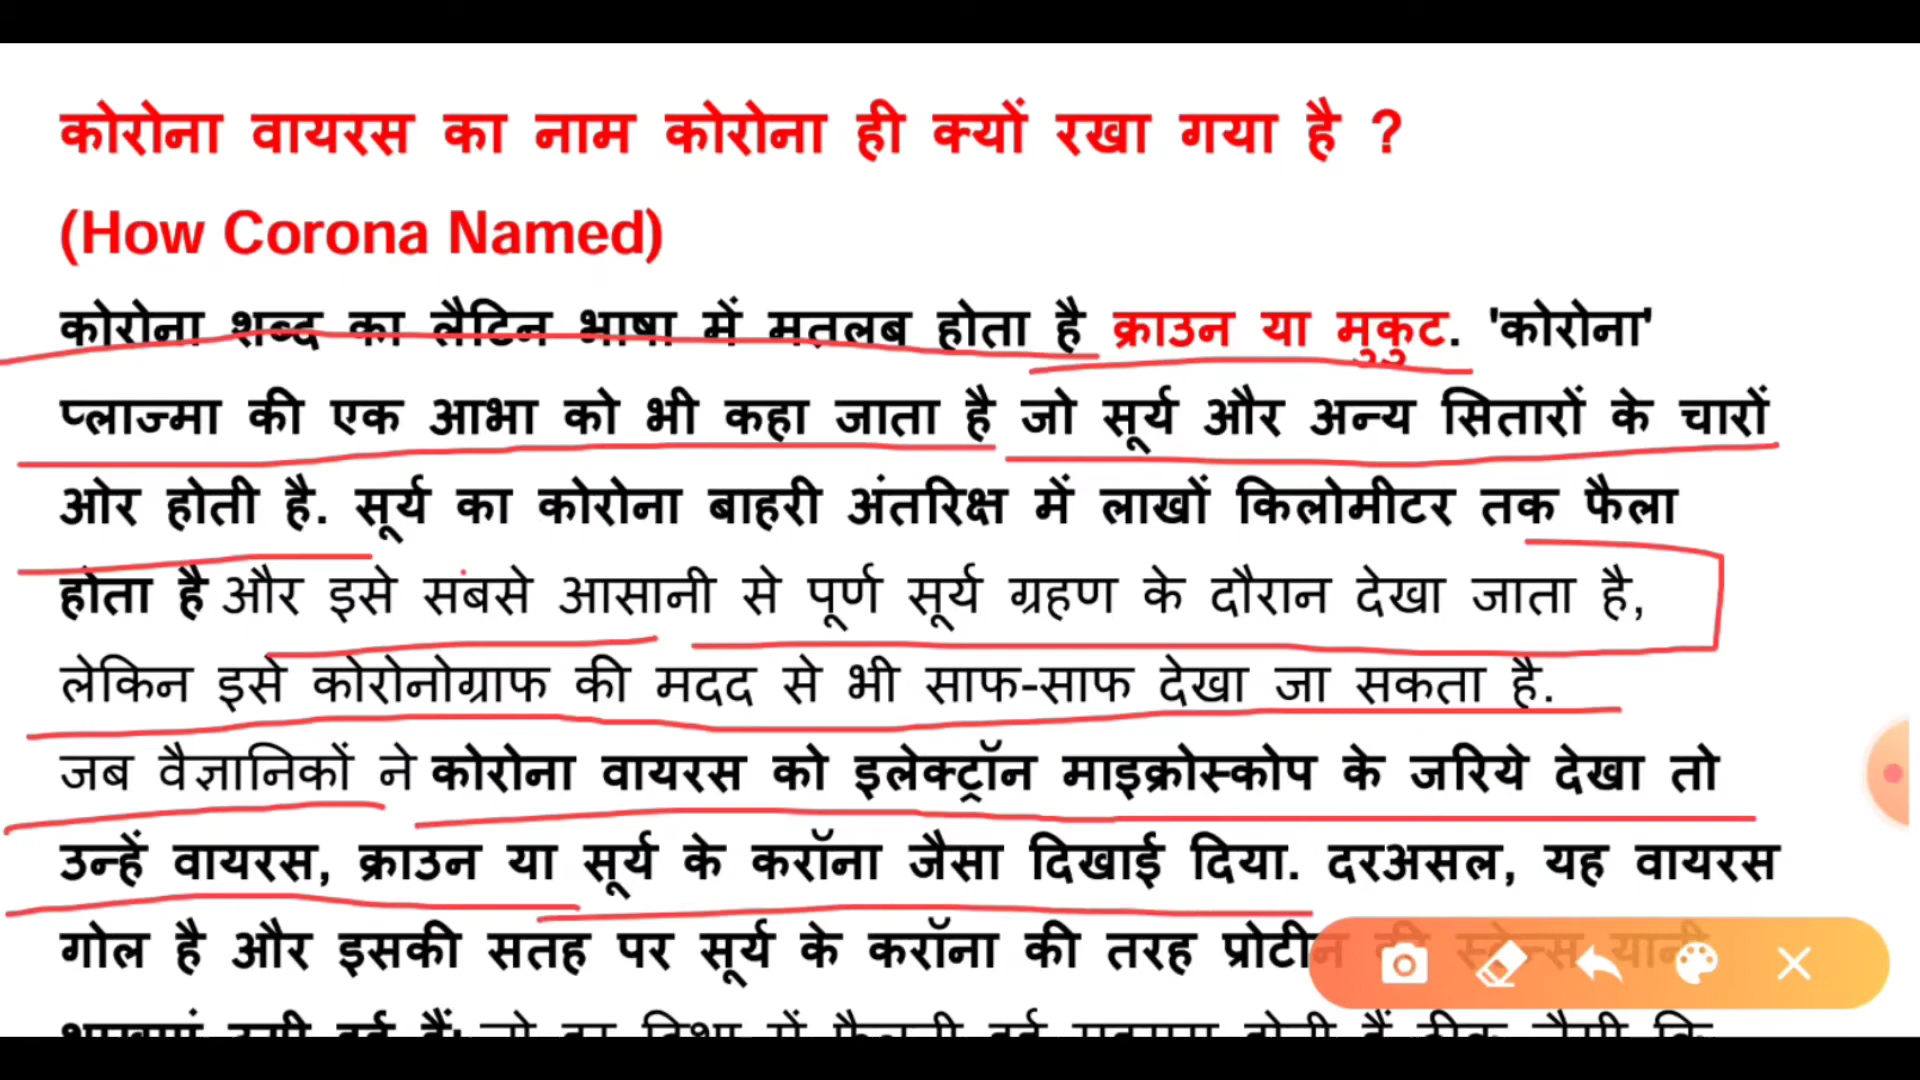 कोरोना वायरस का नाम कोरोना ही क्यों रखा गया है ?
(How Corona Named)
कोरोना शब्द का लैटिन भाषा में मतलब होता है क्राउन या मुकुट. 'कोरोना'
प्लाज्मा की एक आभा को भी कहा जाता है जो सूर्य और अन्य सितारों के चारों
ओर होती है. सूर्य का कोरोना बाहरी अंतरिक्ष में लाखों किलोमीटर तक फैला
होता है और इसे सबसे आसानी से पूर्ण सूर्य ग्रहण के दौरान देखा जाता है,
लेकिन इसे कोरोनोग्राफ की मदद से भी साफ-साफ देखा जा सकता है.
जब वैज्ञानिकों ने कोरोना वायरस को इलेक्ट्रॉन माइक्रोस्कोप के जरिये देखा तो
उन्हें वायरस, क्राउन या सूर्य के करॉना जैसा दिखाई दिया. दरअसल, यह वायरस
गोल है और इसकी सतह पर सूर्य के करॉना की तरह प्रोटीन की यानी